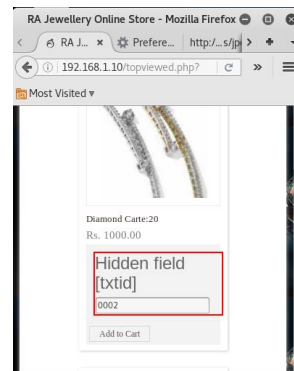 RA Jewellery Online Store - Mozilla Firefox
RA J... × Prefere... http:/...s/jp
192.168.1.10/topviewed.php?
Most Visited
Diamond Carte:20
Rs. 1000.00
Hidden field
[txtid]
0002
Add to Cart